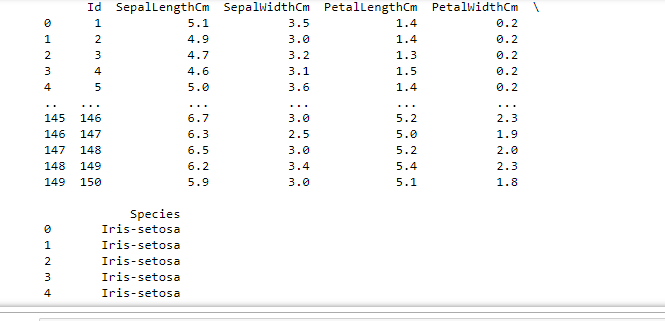 Id SepalLengthCm SepalWidthCm PetalLengthCm PetalWidthCm \
0 1 5.1 3.5 1.4 0.2
1 2 4.9 3.0 1.4 0.2
2 3 4.7 3.2 1.3 0.2
3 4 4.6 3.1 1.5 0.2
4 5 5.0 3.6 1.4 0.2
.. ... ... ... ... ...
145 146 6.7 3.0 5.2 2.3
146 147 6.3 2.5 5.0 1.9
147 148 6.5 3.0 5.2 2.0
148 149 6.2 3.4 5.4 2.3
149 150 5.9 3.0 5.1 1.8
Species
0 Iris-setosa
1 Iris-setosa
2 Iris-setosa
3 Iris-setosa
4 Iris-setosa